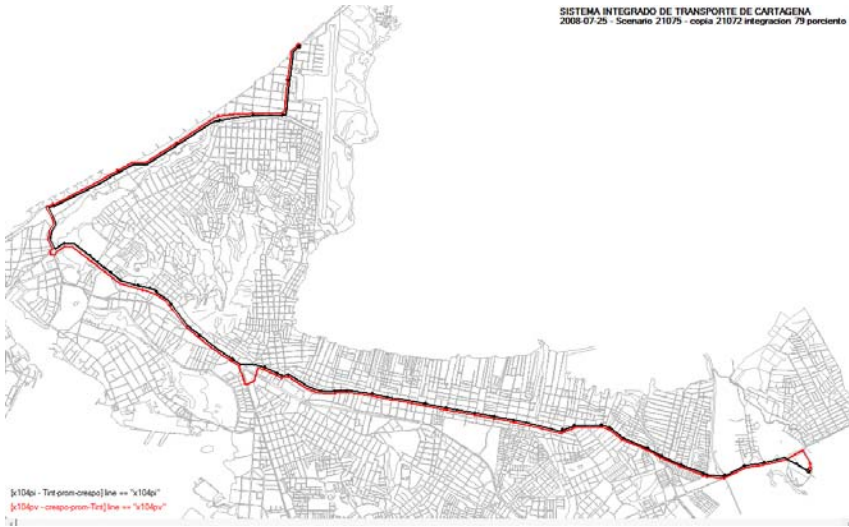 SISTEMA INTEGRADO DE TRANSPORTE DE CARTAGENA
2008-07-25 - Scenario 21075 - copia 21072 integracion 79 porciento
[x104pi - Tint-prom-crespo] line == "x104pi"
[x104pv - crespo-prom-Tint] line == "x104pv"